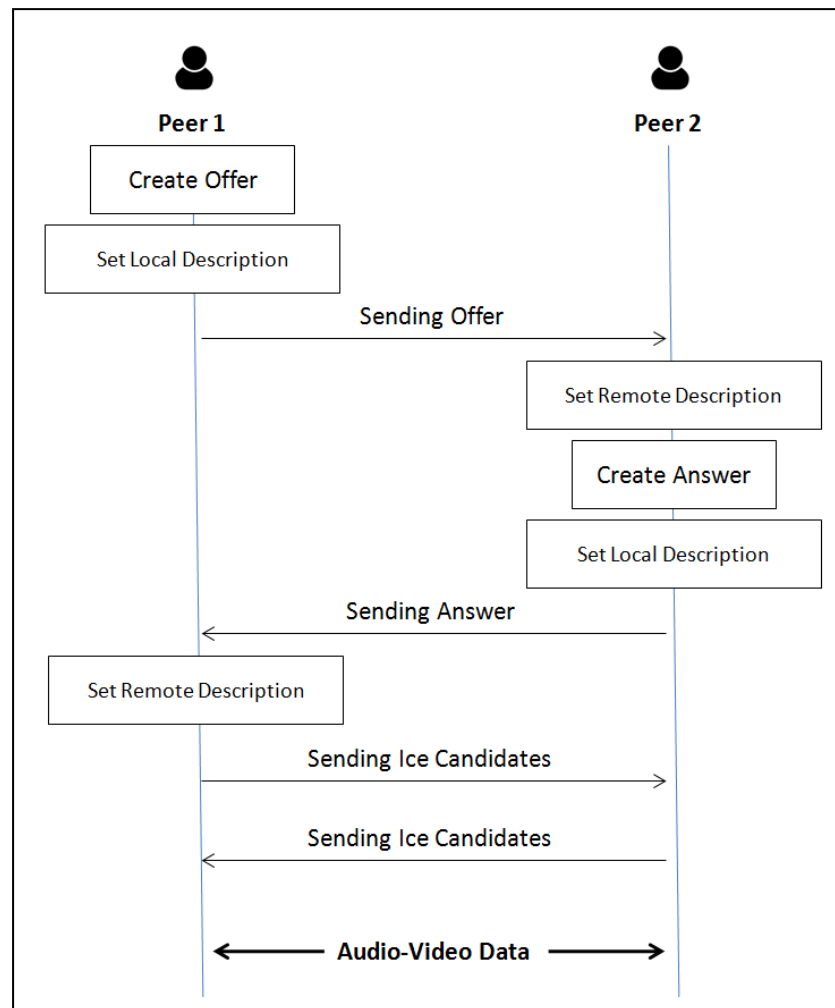 Peer 1
Peer 2
Create Offer
Set Local Description
Sending Offer
Set Remote Description
Create Answer
Set Local Description
Sending Answer
Set Remote Description
Sending Ice Candidates
Sending Ice Candidates
Audio-Video Data